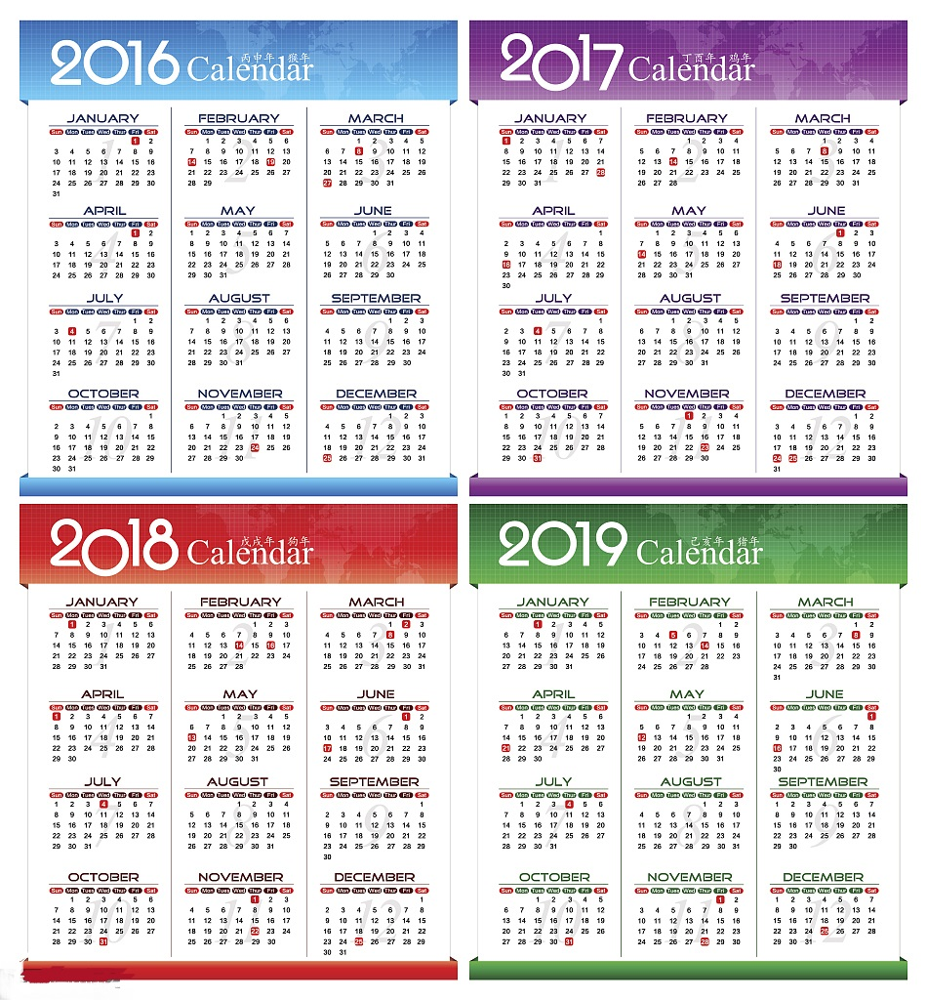 2016 Calendar 丙申年 猴年
JANUARY
Sun Mon Tues Wed Thur Fri Sat
1 2
3 4 5 6 7 8 9
10 11 12 13 14 15 16
17 18 19 20 21 22 23
24 25 26 27 28 29 30
31
FEBRUARY
Sun Mon Tues Wed Thur Fri Sat
1 2 3 4 5 6
7 8 9 10 11 12 13
14 15 16 17 18 19 20
21 22 23 24 25 26 27
28 29
MARCH
Sun Mon Tues Wed Thur Fri Sat
1 2 3 4 5
6 7 8 9 10 11 12
13 14 15 16 17 18 19
20 21 22 23 24 25 26
27 28 29 30 31
APRIL
Sun Mon Tues Wed Thur Fri Sat
1 2
3 4 5 6 7 8 9
10 11 12 13 14 15 16
17 18 19 20 21 22 23
24 25 26 27 28 29 30
MAY
Sun Mon Tues Wed Thur Fri Sat
1 2 3 4 5 6 7
8 9 10 11 12 13 14
15 16 17 18 19 20 21
22 23 24 25 26 27 28
29 30 31
JUNE
Sun Mon Tues Wed Thur Fri Sat
1 2 3 4
5 6 7 8 9 10 11
12 13 14 15 16 17 18
19 20 21 22 23 24 25
26 27 28 29 30
JULY
Sun Mon Tues Wed Thur Fri Sat
1 2
3 4 5 6 7 8 9
10 11 12 13 14 15 16
17 18 19 20 21 22 23
24 25 26 27 28 29 30
31
AUGUST
Sun Mon Tues Wed Thur Fri Sat
1 2 3 4 5 6
7 8 9 10 11 12 13
14 15 16 17 18 19 20
21 22 23 24 25 26 27
28 29 30 31
SEPTEMBER
Sun Mon Tues Wed Thur Fri Sat
1 2 3
4 5 6 7 8 9 10
11 12 13 14 15 16 17
18 19 20 21 22 23 24
25 26 27 28 29 30
OCTOBER
Sun Mon Tues Wed Thur Fri Sat
1
2 3 4 5 6 7 8
9 10 11 12 13 14 15
16 17 18 19 20 21 22
23 24 25 26 27 28 29
30 31
NOVEMBER
Sun Mon Tues Wed Thur Fri Sat
1 2 3 4 5
6 7 8 9 10 11 12
13 14 15 16 17 18 19
20 21 22 23 24 25 26
27 28 29 30
DECEMBER
Sun Mon Tues Wed Thur Fri Sat
1 2 3
4 5 6 7 8 9 10
11 12 13 14 15 16 17
18 19 20 21 22 23 24
25 26 27 28 29 30 31
2017 Calendar 丁酉年 鸡年
JANUARY
Sun Mon Tues Wed Thur Fri Sat
1 2 3 4 5 6 7
8 9 10 11 12 13 14
15 16 17 18 19 20 21
22 23 24 25 26 27 28
29 30 31
FEBRUARY
Sun Mon Tues Wed Thur Fri Sat
1 2 3 4
5 6 7 8 9 10 11
12 13 14 15 16 17 18
19 20 21 22 23 24 25
26 27 28
MARCH
Sun Mon Tues Wed Thur Fri Sat
1 2 3 4
5 6 7 8 9 10 11
12 13 14 15 16 17 18
19 20 21 22 23 24 25
26 27 28 29 30 31
APRIL
Sun Mon Tues Wed Thur Fri Sat
1
2 3 4 5 6 7 8
9 10 11 12 13 14 15
16 17 18 19 20 21 22
23 24 25 26 27 28 29
30
MAY
Sun Mon Tues Wed Thur Fri Sat
1 2 3 4 5 6
7 8 9 10 11 12 13
14 15 16 17 18 19 20
21 22 23 24 25 26 27
28 29 30 31
JUNE
Sun Mon Tues Wed Thur Fri Sat
1 2 3
4 5 6 7 8 9 10
11 12 13 14 15 16 17
18 19 20 21 22 23 24
25 26 27 28 29 30
JULY
Sun Mon Tues Wed Thur Fri Sat
1
2 3 4 5 6 7 8
9 10 11 12 13 14 15
16 17 18 19 20 21 22
23 24 25 26 27 28 29
30 31
AUGUST
Sun Mon Tues Wed Thur Fri Sat
1 2 3 4 5
6 7 8 9 10 11 12
13 14 15 16 17 18 19
20 21 22 23 24 25 26
27 28 29 30 31
SEPTEMBER
Sun Mon Tues Wed Thur Fri Sat
1 2
3 4 5 6 7 8 9
10 11 12 13 14 15 16
17 18 19 20 21 22 23
24 25 26 27 28 29 30
OCTOBER
Sun Mon Tues Wed Thur Fri Sat
1 2 3 4 5 6 7
8 9 10 11 12 13 14
15 16 17 18 19 20 21
22 23 24 25 26 27 28
29 30 31
NOVEMBER
Sun Mon Tues Wed Thur Fri Sat
1 2 3 4
5 6 7 8 9 10 11
12 13 14 15 16 17 18
19 20 21 22 23 24 25
26 27 28 29 30
DECEMBER
Sun Mon Tues Wed Thur Fri Sat
1 2
3 4 5 6 7 8 9
10 11 12 13 14 15 16
17 18 19 20 21 22 23
24 25 26 27 28 29 30
31
2018 Calendar 戊戌年 狗年
JANUARY
Sun Mon Tues Wed Thur Fri Sat
1 2 3 4 5 6
7 8 9 10 11 12 13
14 15 16 17 18 19 20
21 22 23 24 25 26 27
28 29 30 31
FEBRUARY
Sun Mon Tues Wed Thur Fri Sat
1 2 3
4 5 6 7 8 9 10
11 12 13 14 15 16 17
18 19 20 21 22 23 24
25 26 27 28
MARCH
Sun Mon Tues Wed Thur Fri Sat
1 2 3
4 5 6 7 8 9 10
11 12 13 14 15 16 17
18 19 20 21 22 23 24
25 26 27 28 29 30 31
APRIL
Sun Mon Tues Wed Thur Fri Sat
1 2 3 4 5 6 7
8 9 10 11 12 13 14
15 16 17 18 19 20 21
22 23 24 25 26 27 28
29 30
MAY
Sun Mon Tues Wed Thur Fri Sat
1 2 3 4 5
6 7 8 9 10 11 12
13 14 15 16 17 18 19
20 21 22 23 24 25 26
27 28 29 30 31
JUNE
Sun Mon Tues Wed Thur Fri Sat
1 2
3 4 5 6 7 8 9
10 11 12 13 14 15 16
17 18 19 20 21 22 23
24 25 26 27 28 29 30
JULY
Sun Mon Tues Wed Thur Fri Sat
1 2 3 4 5 6 7
8 9 10 11 12 13 14
15 16 17 18 19 20 21
22 23 24 25 26 27 28
29 30 31
AUGUST
Sun Mon Tues Wed Thur Fri Sat
1 2 3 4
5 6 7 8 9 10 11
12 13 14 15 16 17 18
19 20 21 22 23 24 25
26 27 28 29 30 31
SEPTEMBER
Sun Mon Tues Wed Thur Fri Sat
1
2 3 4 5 6 7 8
9 10 11 12 13 14 15
16 17 18 19 20 21 22
23 24 25 26 27 28 29
30
OCTOBER
Sun Mon Tues Wed Thur Fri Sat
1 2 3 4 5 6
7 8 9 10 11 12 13
14 15 16 17 18 19 20
21 22 23 24 25 26 27
28 29 30 31
NOVEMBER
Sun Mon Tues Wed Thur Fri Sat
1 2 3
4 5 6 7 8 9 10
11 12 13 14 15 16 17
18 19 20 21 22 23 24
25 26 27 28 29 30
DECEMBER
Sun Mon Tues Wed Thur Fri Sat
1
2 3 4 5 6 7 8
9 10 11 12 13 14 15
16 17 18 19 20 21 22
23 24 25 26 27 28 29
30 31
2019 Calendar 己亥年 猪年
JANUARY
Sun Mon Tues Wed Thur Fri Sat
1 2 3 4 5
6 7 8 9 10 11 12
13 14 15 16 17 18 19
20 21 22 23 24 25 26
27 28 29 30 31
FEBRUARY
Sun Mon Tues Wed Thur Fri Sat
1 2
3 4 5 6 7 8 9
10 11 12 13 14 15 16
17 18 19 20 21 22 23
24 25 26 27 28
MARCH
Sun Mon Tues Wed Thur Fri Sat
1 2
3 4 5 6 7 8 9
10 11 12 13 14 15 16
17 18 19 20 21 22 23
24 25 26 27 28 29 30
31
APRIL
Sun Mon Tues Wed Thur Fri Sat
1 2 3 4 5 6
7 8 9 10 11 12 13
14 15 16 17 18 19 20
21 22 23 24 25 26 27
28 29 30
MAY
Sun Mon Tues Wed Thur Fri Sat
1 2 3 4
5 6 7 8 9 10 11
12 13 14 15 16 17 18
19 20 21 22 23 24 25
26 27 28 29 30 31
JUNE
Sun Mon Tues Wed Thur Fri Sat
1
2 3 4 5 6 7 8
9 10 11 12 13 14 15
16 17 18 19 20 21 22
23 24 25 26 27 28 29
30
JULY
Sun Mon Tues Wed Thur Fri Sat
1 2 3 4 5 6
7 8 9 10 11 12 13
14 15 16 17 18 19 20
21 22 23 24 25 26 27
28 29 30 31
AUGUST
Sun Mon Tues Wed Thur Fri Sat
1 2 3
4 5 6 7 8 9 10
11 12 13 14 15 16 17
18 19 20 21 22 23 24
25 26 27 28 29 30 31
SEPTEMBER
Sun Mon Tues Wed Thur Fri Sat
1 2 3 4 5 6 7
8 9 10 11 12 13 14
15 16 17 18 19 20 21
22 23 24 25 26 27 28
29 30
OCTOBER
Sun Mon Tues Wed Thur Fri Sat
1 2 3 4 5
6 7 8 9 10 11 12
13 14 15 16 17 18 19
20 21 22 23 24 25 26
27 28 29 30 31
NOVEMBER
Sun Mon Tues Wed Thur Fri Sat
1 2
3 4 5 6 7 8 9
10 11 12 13 14 15 16
17 18 19 20 21 22 23
24 25 26 27 28 29 30
DECEMBER
Sun Mon Tues Wed Thur Fri Sat
1 2 3 4 5 6 7
8 9 10 11 12 13 14
15 16 17 18 19 20 21
22 23 24 25 26 27 28
29 30 31